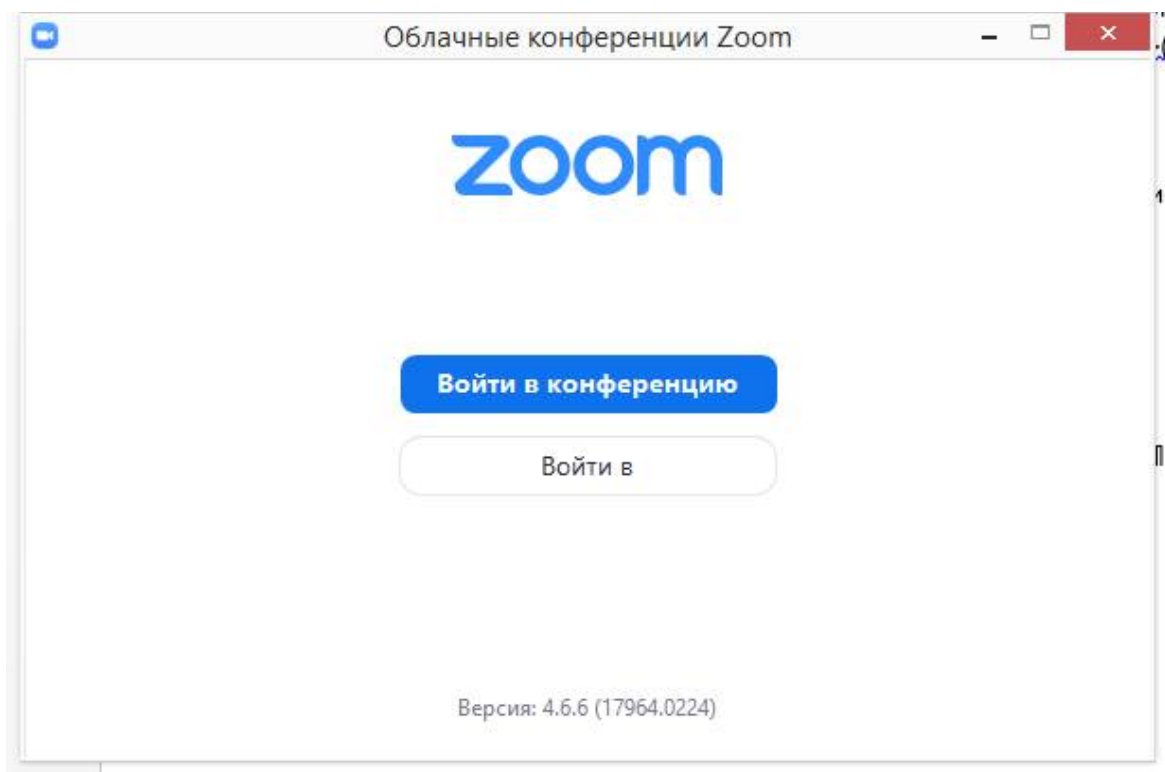 Облачные конференции Zoom
zoom
Войти в конференцию
Войти в
Версия: 4.6.6 (17964.0224)